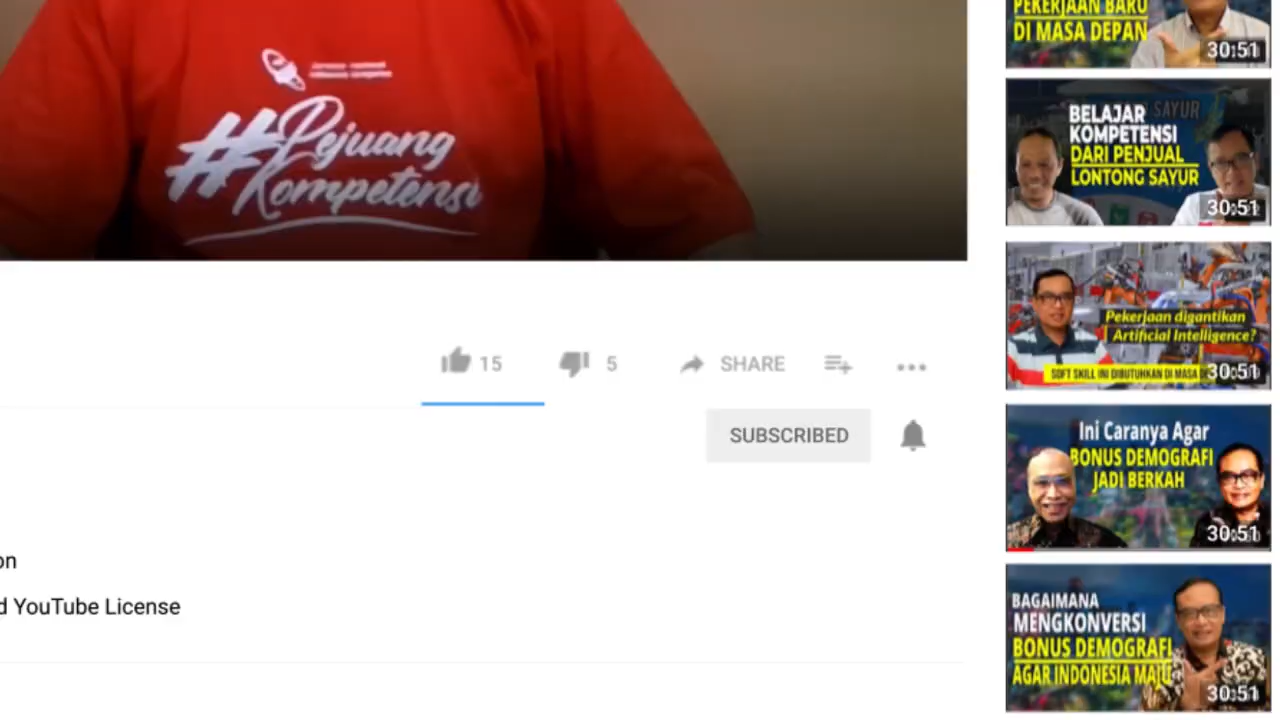 #Pejuang
Kompetensi
15
5
SHARE
SUBSCRIBED
on
d YouTube License
PEKERJAAN BARU
DI MASA DEPAN
30:51
SAYUR
BELAJAR
KOMPETENSI
DARI PENJUAL
LONTONG SAYUR
30:51
Pekerjaan digantikan
Artificial Intelligence?
SOFT SKILL INI DIBUTUHKAN DI MASA
30:51
Ini Caranya Agar
BONUS DEMOGRAFI
JADI BERKAH
30:51
BAGAIMANA
MENGKONVERSI
BONUS DEMOGRAFI
AGAR INDONESIA MAJU
30:51